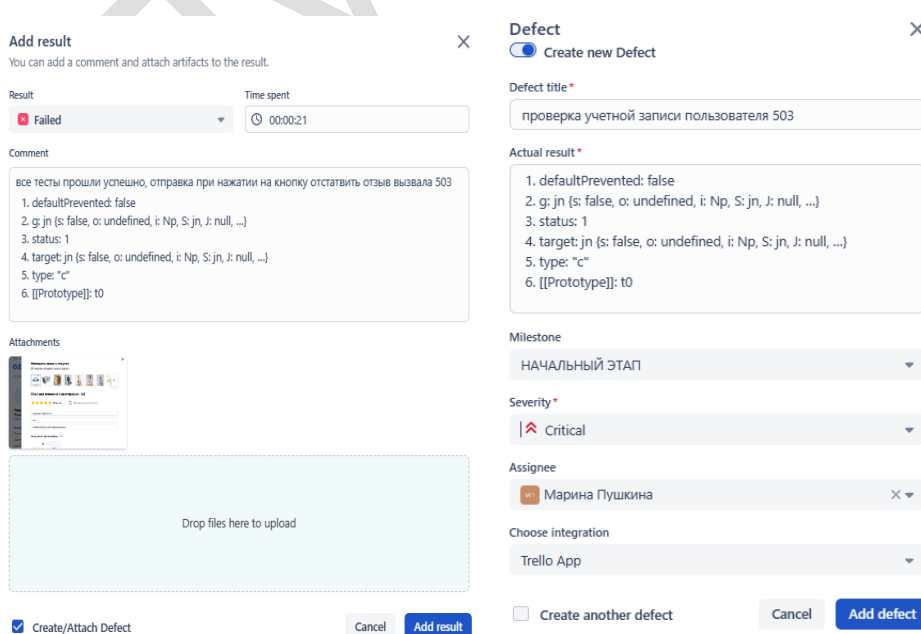 Add result
You can add a comment and attach artifacts to the result.
Result
Time spent
Failed
00:00:21
Comment
все тесты прошли успешно, отправка при нажатии на кнопку отстатвить отзыв вызвала 503
1. defaultPrevented: false
2. g: jn {s: false, o: undefined, i: Np, S: jn, J: null, ...}
3. status: 1
4. target: jn {s: false, o: undefined, i: Np, S: jn, J: null, ...}
5. type: "c"
6. [[Prototype]]: t0
Attachments
Drop files here to upload
Create/Attach Defect
Cancel
Add result
Defect
Create new Defect
Defect title*
проверка учетной записи пользователя 503
Actual result*
1. defaultPrevented: false
2. g: jn {s: false, o: undefined, i: Np, S: jn, J: null, ...}
3. status: 1
4. target: jn {s: false, o: undefined, i: Np, S: jn, J: null, ...}
5. type: "c"
6. [[Prototype]]: t0
Milestone
НАЧАЛЬНЫЙ ЭТАП
Severity*
Critical
Assignee
МП Марина Пушкина
Choose integration
Trello App
Create another defect
Cancel
Add defect